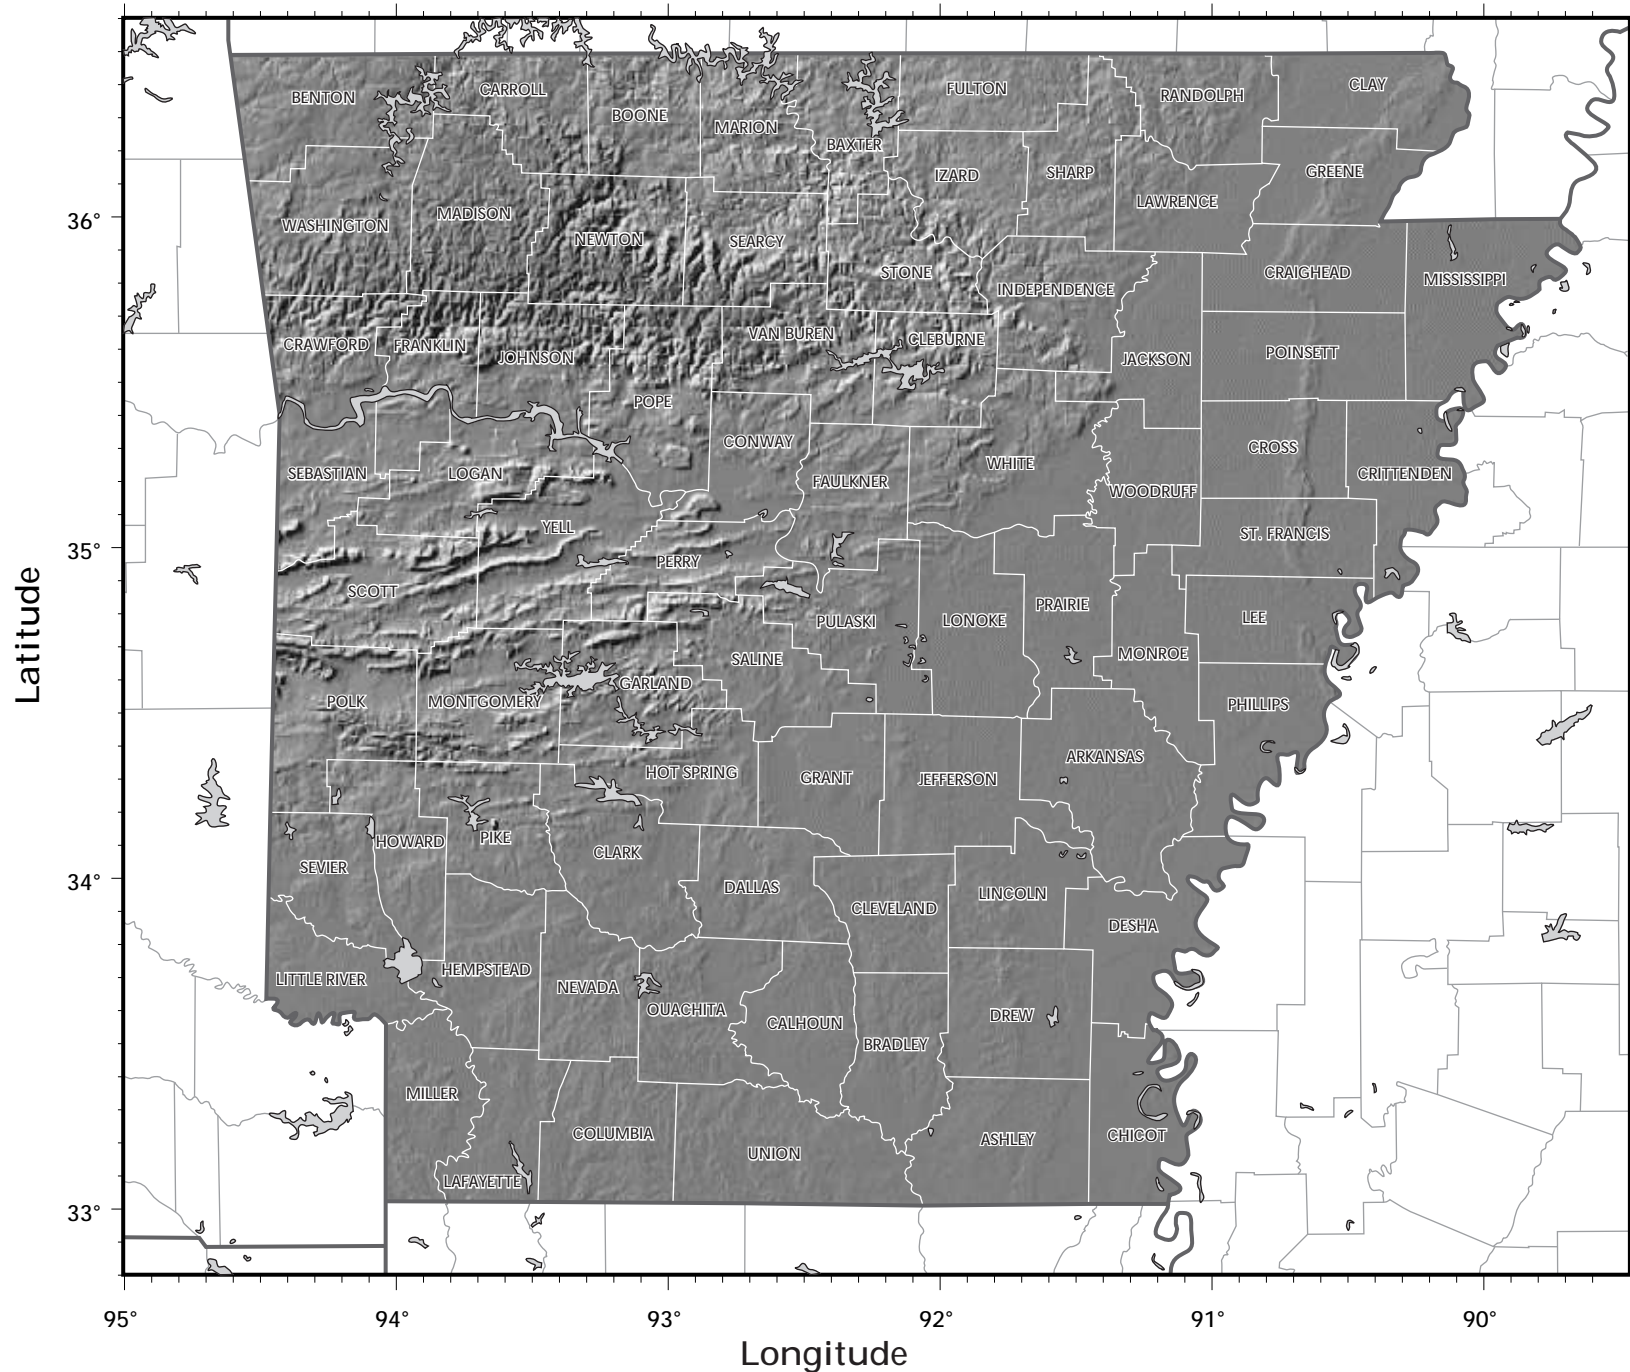 BENTON
CARROLL
BOONE
MARION
BAXTER
FULTON
RANDOLPH
CLAY
IZARD
SHARP
LAWRENCE
GREENE
36°
WASHINGTON
MADISON
NEWTON
SEARCY
STONE
INDEPENDENCE
CRAIGHEAD
MISSISSIPPI
CRAWFORD
FRANKLIN
JOHNSON
VAN BUREN
CLEBURNE
JACKSON
POINSETT
POPE
CONWAY
FAULKNER
WHITE
WOODRUFF
CROSS
CRITTENDEN
SEBASTIAN
LOGAN
YELL
ST. FRANCIS
35°
SCOTT
PERRY
PULASKI
LONOKE
PRAIRIE
MONROE
LEE
Latitude
SALINE
GARLAND
POLK
MONTGOMERY
PHILLIPS
HOT SPRING
GRANT
JEFFERSON
ARKANSAS
SEVIER
HOWARD
PIKE
CLARK
34°
DALLAS
CLEVELAND
LINCOLN
DESHA
LITTLE RIVER
HEMPSTEAD
NEVADA
OUACHITA
CALHOUN
BRADLEY
DREW
MILLER
LAFAYETTE
COLUMBIA
UNION
ASHLEY
CHICOT
33°
95°
94°
93°
92°
91°
90°
Longitude